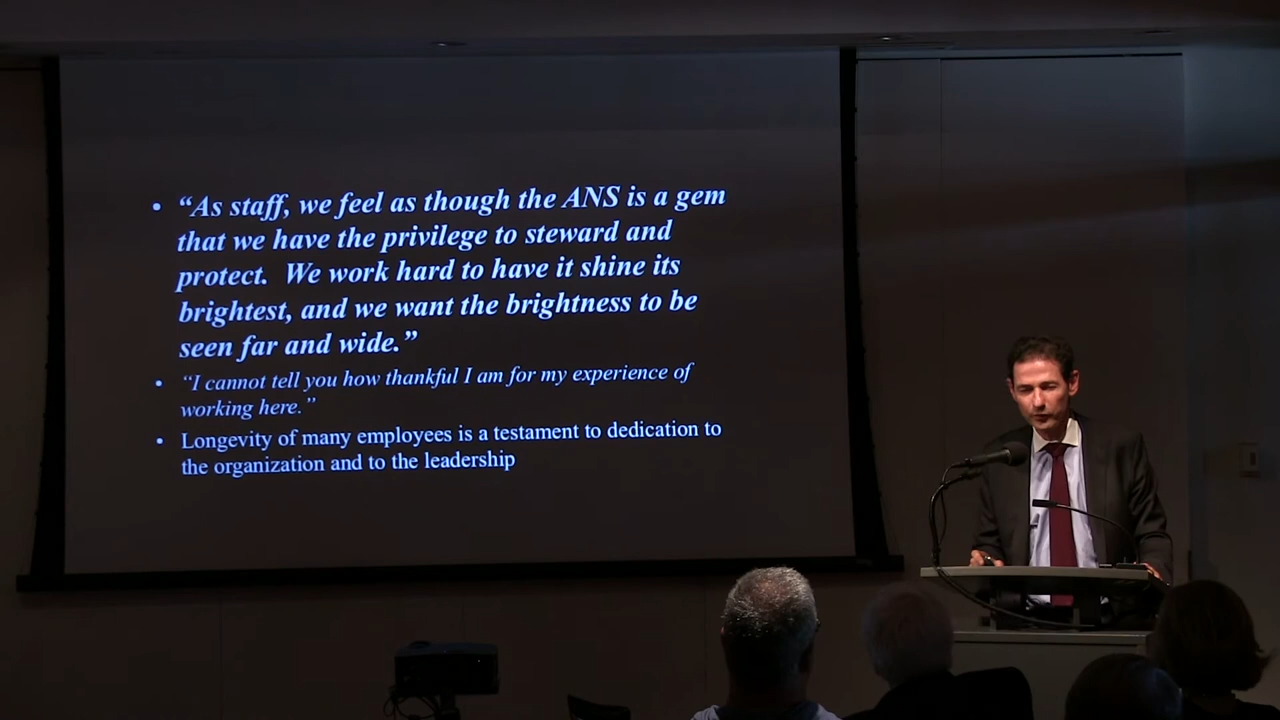 • “As staff, we feel as though the ANS is a gem
that we have the privilege to steward and
protect.  We work hard to have it shine its
brightest, and we want the brightness to be
seen far and wide.”
• “I cannot tell you how thankful I am for my experience of
working here.”
• Longevity of many employees is a testament to dedication to
the organization and to the leadership